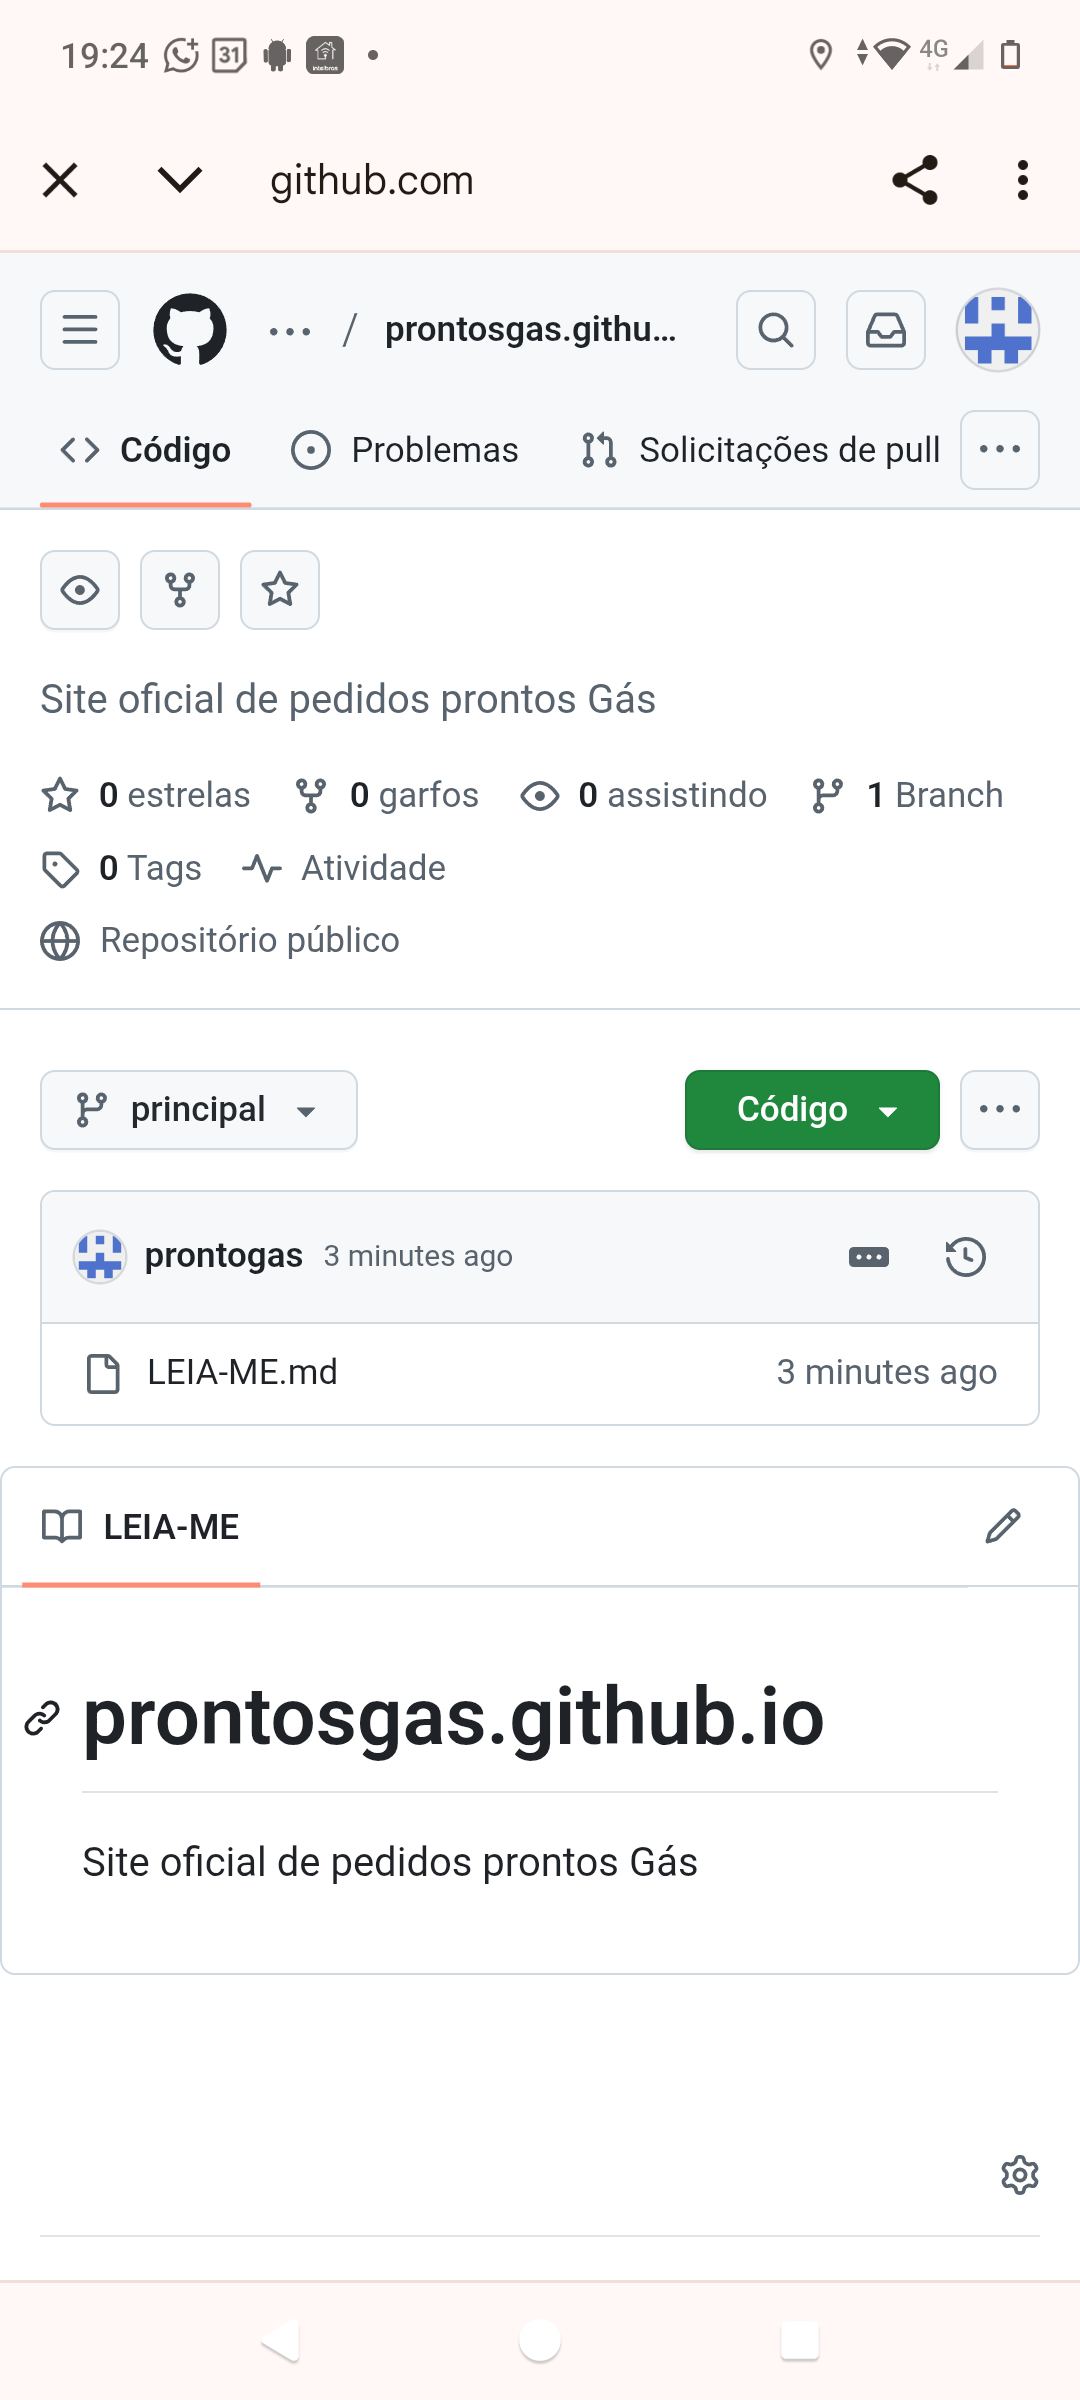 19:24
31
intelbras
4G
github.com
/ prontosgas.githu...
Código Problemas Solicitações de pull
Site oficial de pedidos prontos Gás
0 estrelas 0 garfos 0 assistindo 1 Branch
0 Tags Atividade
Repositório público
principal Código
prontogas 3 minutes ago
LEIA-ME.md 3 minutes ago
LEIA-ME
prontosgas.github.io
Site oficial de pedidos prontos Gás